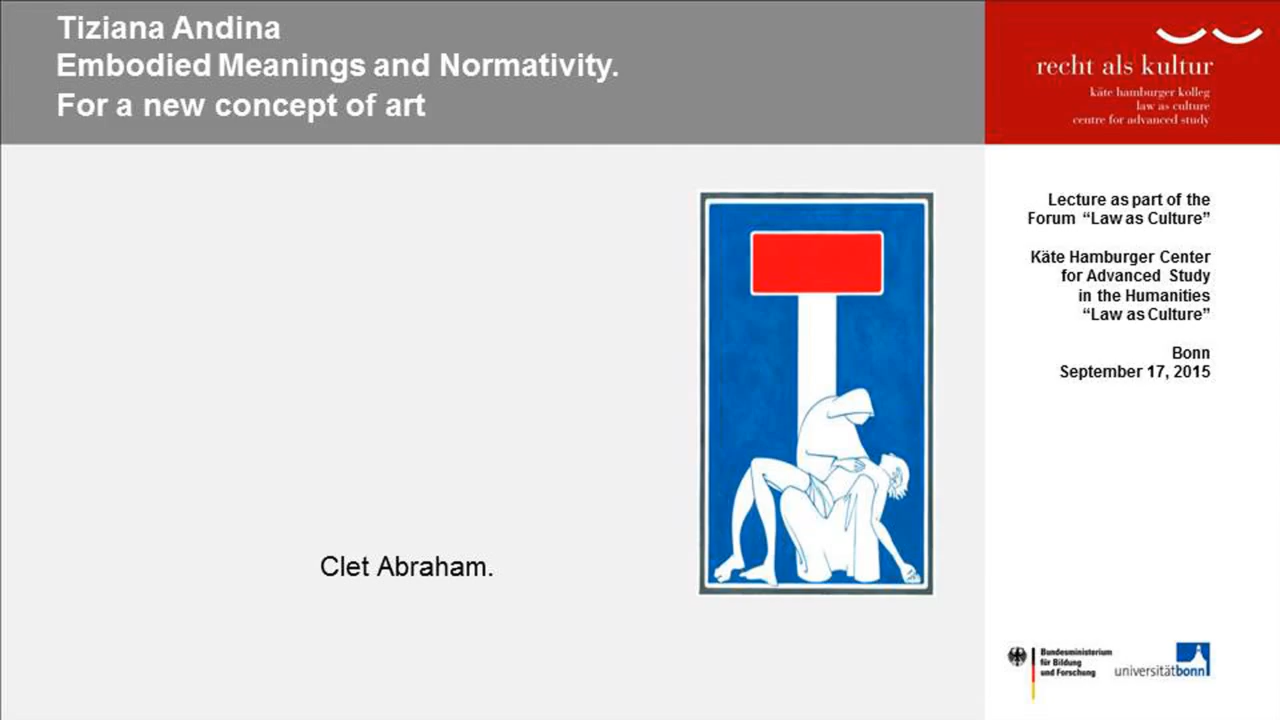 Tiziana Andina
Embodied Meanings and Normativity.
For a new concept of art
recht als kultur
käte hamburger kolleg
law as culture
centre for advanced study
Lecture as part of the
Forum “Law as Culture”
Käte Hamburger Center
for Advanced Study
in the Humanities
“Law as Culture”
Bonn
September 17, 2015
Clet Abraham.
Bundesministerium
für Bildung
und Forschung
universitätbonn